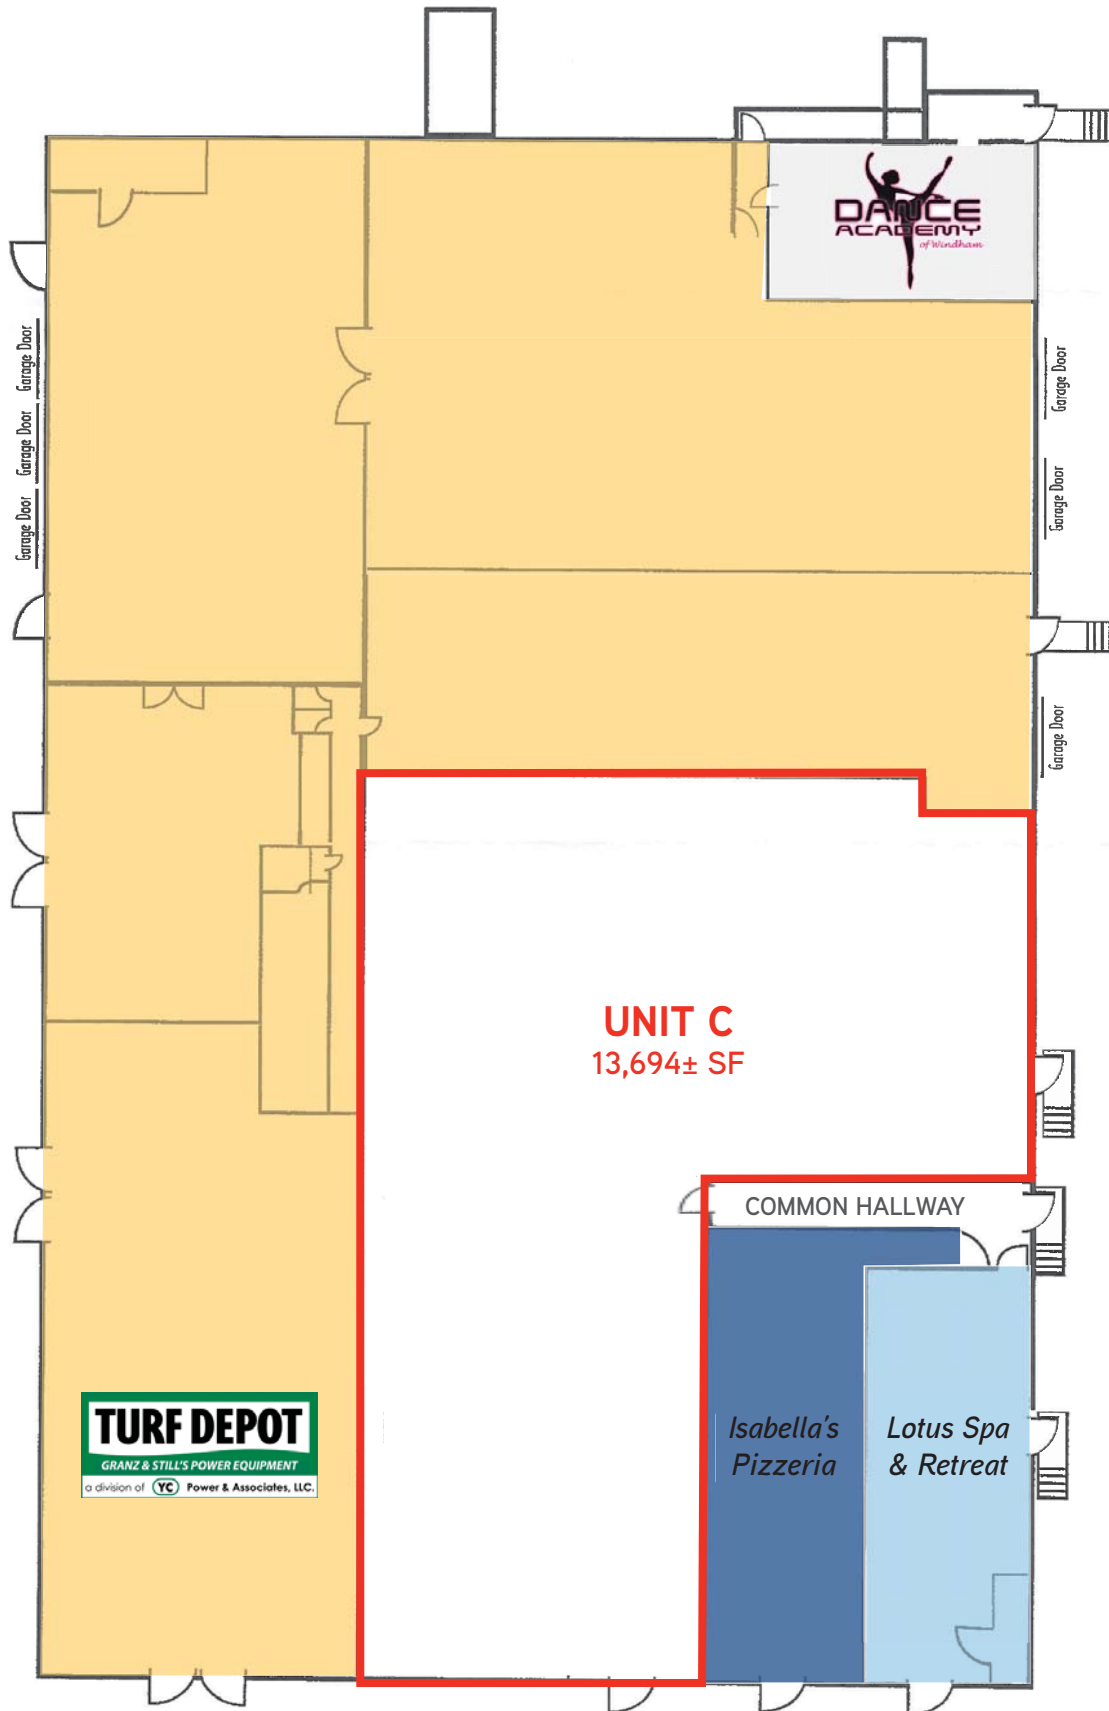 DANCE
ACADEMY
of Windham
Garage Door
Garage Door
Garage Door
Garage Door
Garage Door
Garage Door
UNIT C
13,694± SF
COMMON HALLWAY
TURF DEPOT
GRANZ & STILL'S POWER EQUIPMENT
a division of YC Power & Associates, LLC.
Isabella's
Pizzeria
Lotus Spa
& Retreat